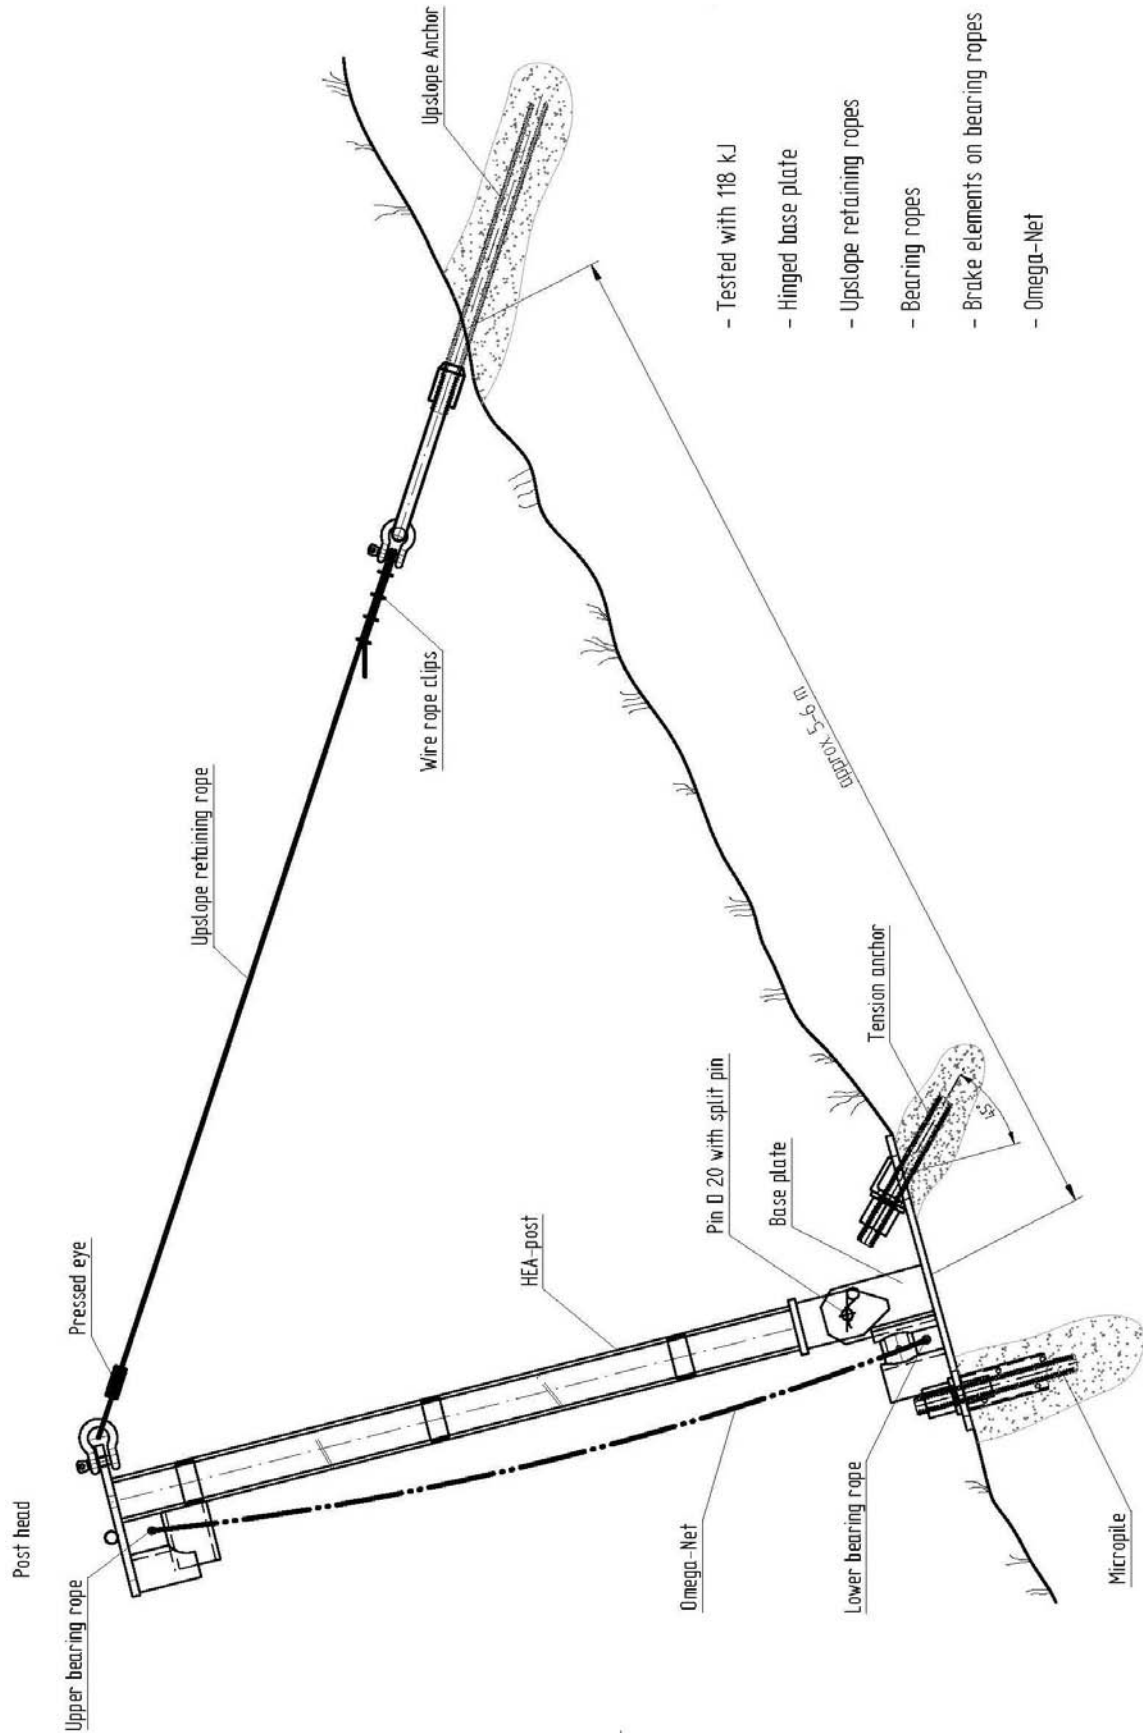 Post head
Upper bearing rope
Pressed eye
Upslope retaining rope
Wire rope clips
Upslope Anchor
HEA-post
Pin D 20 with split pin
Base plate
Tension anchor
Omega-Net
Lower bearing rope
Micropile
45°
approx. 5-6 m
- Tested with 118 kJ
- Hinged base plate
- Upslope retaining ropes
- Bearing ropes
- Brake elements on bearing ropes
- Omega-Net